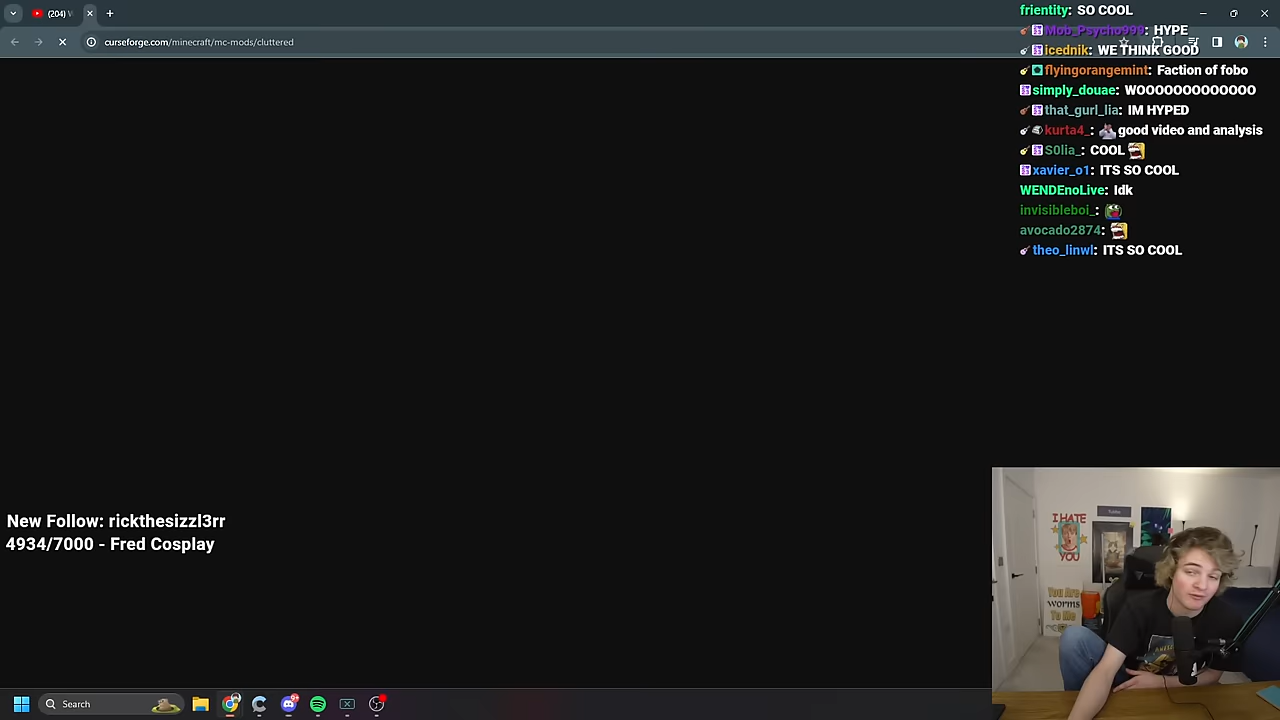 (204)
curseforge.com/minecraft/mc-mods/cluttered
frientity: SO COOL
Mob_Psycho990: HYPE
icednik: WE THINK GOOD
flyingorangemint: Faction of fobo
simply_douae: WOOOOOOOOOOOOO
that_gurl_lia: IM HYPED
kurta4_: good video and analysis
S0lia_: COOL
xavier_o1: ITS SO COOL
WENDEnoLive: Idk
invisibleboi_:
avocado2874:
theo_linwl: ITS SO COOL
New Follow: rickthesizzl3rr
4934/7000 - Fred Cosplay
I HATE
YOU
You Are
worms
To Me
Search